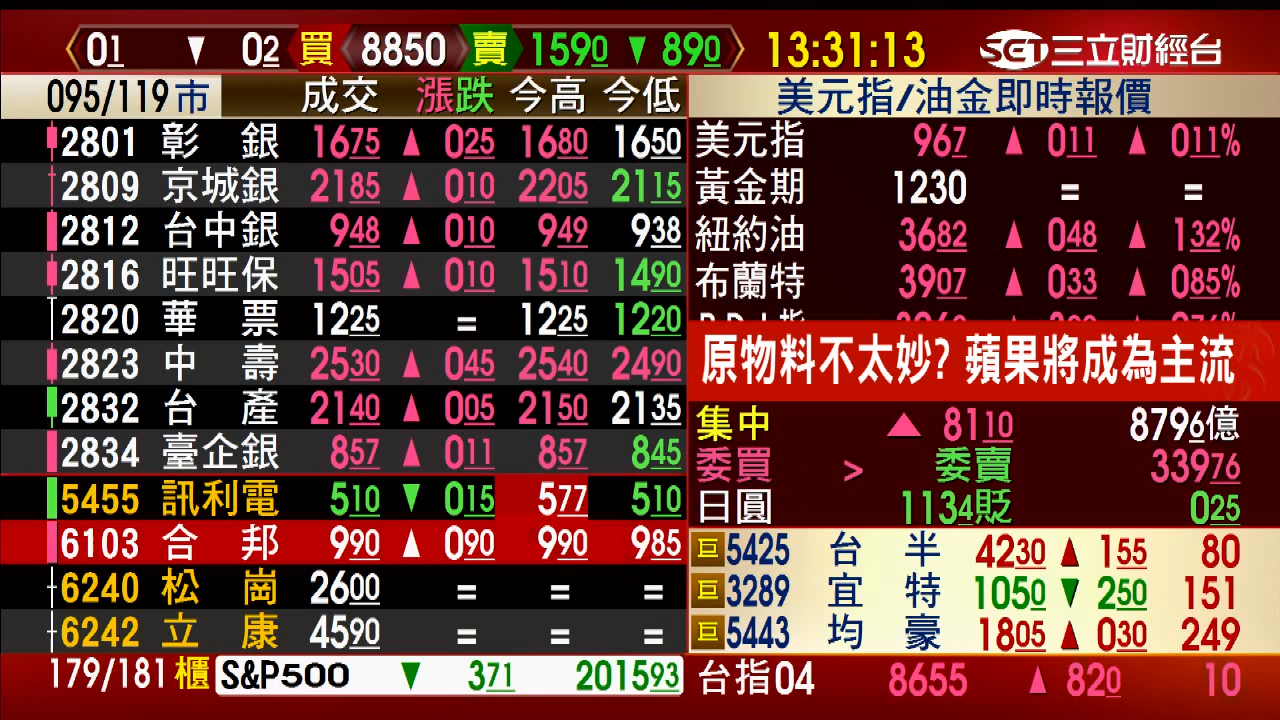 01 ▼ 02 買 8850 賣 1590 ▼ 890 13:31:13 SET三立財經台
095/119 市 成交 漲跌 今高 今低
2801 彰銀 1675 ▲ 025 1680 1650
2809 京城銀 2185 ▲ 010 2205 2115
2812 台中銀 948 ▲ 010 949 938
2816 旺旺保 1505 ▲ 010 1510 1490
2820 華票 1225 = 1225 1220
2823 中壽 2530 ▲ 045 2540 2490
2832 台產 2140 ▲ 005 2150 2135
2834 臺企銀 857 ▲ 011 857 845
5455 訊利電 510 ▼ 015 577 510
6103 合邦 990 ▲ 090 990 985
6240 松崗 2600 = = =
6242 立康 4590 = = =
179/181 櫃 S&P500 ▼ 371 201593
美元指/油金即時報價
美元指 967 ▲ 011 ▲ 011%
黃金期 1230 = =
紐約油 3682 ▲ 048 ▲ 132%
布蘭特 3907 ▲ 033 ▲ 085%
原物料不太妙? 蘋果將成為主流
集中 ▲ 8110 8796億
委買 > 委賣 33976
日圓 1134貶 025
巨 5425 台半 4230 ▲ 155 80
巨 3289 宜特 1050 ▼ 250 151
巨 5443 均豪 1805 ▲ 030 249
台指04 8655 ▲ 820 10